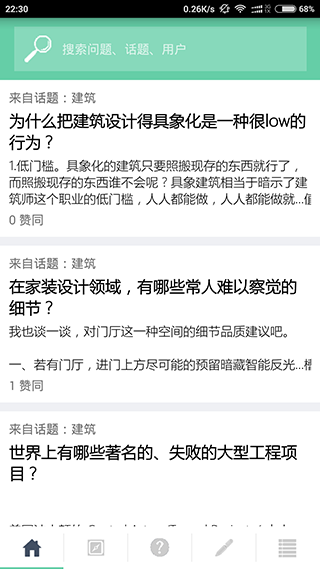 22:30
0.26K/s
68%
搜索问题、话题、用户
来自话题：建筑
为什么把建筑设计得具象化是一种很low的
行为？
1.低门槛。具象化的建筑只要照搬现存的东西就行了，
而照搬现存的东西谁不会呢？具象建筑相当于暗示了建
筑师这个职业的低门槛，人人都能做，人人都能做就...
0 赞同
来自话题：建筑
在家装设计领域，有哪些常人难以察觉的
细节？
我也谈一谈，对门厅这一种空间的细节品质建议吧。
一、若有门厅，进门上方尽可能的预留暗藏智能反光...
1 赞同
来自话题：建筑
世界上有哪些著名的、失败的大型工程项
目？